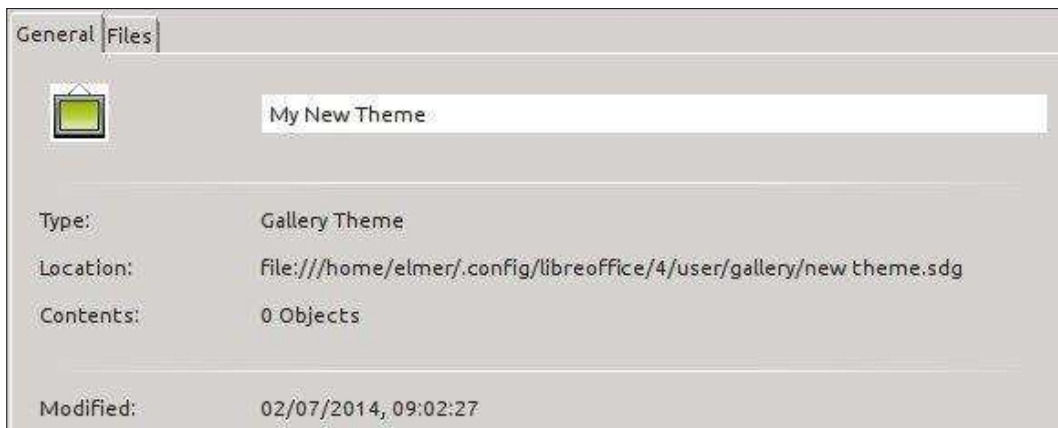 General Files
My New Theme
Type: Gallery Theme
Location: file:///home/elmer/.config/libreoffice/4/user/gallery/new theme.sdg
Contents: 0 Objects
Modified: 02/07/2014, 09:02:27